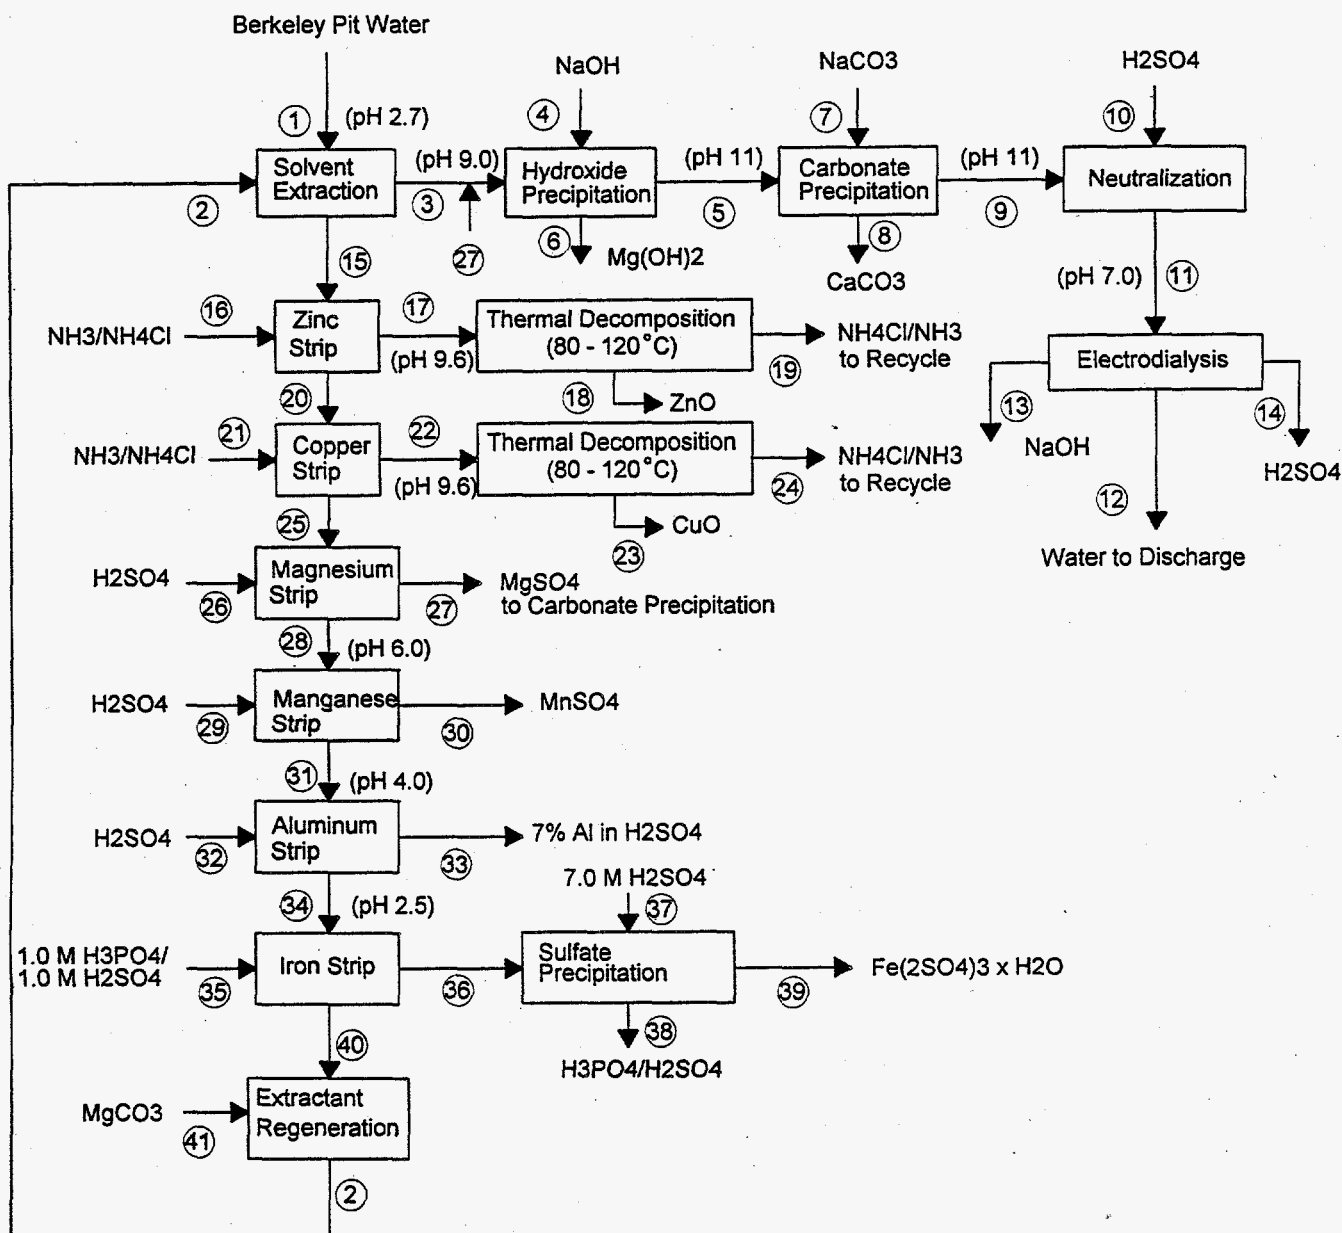 Berkeley Pit Water
NaOH
NaCO3
H2SO4
1
(pH 2.7)
4
7
10
Solvent
Extraction
(pH 9.0)
Hydroxide
Precipitation
(pH 11)
Carbonate
Precipitation
(pH 11)
Neutralization
2
3
27
5
9
6
Mg(OH)2
8
CaCO3
15
(pH 7.0)
11
NH3/NH4Cl
16
Zinc
Strip
17
(pH 9.6)
Thermal Decomposition
(80 - 120°C)
19
NH4Cl/NH3
to Recycle
Electrodialysis
18
ZnO
13
NaOH
14
H2SO4
20
NH3/NH4Cl
21
Copper
Strip
22
(pH 9.6)
Thermal Decomposition
(80 - 120°C)
24
NH4Cl/NH3
to Recycle
12
Water to Discharge
23
CuO
25
H2SO4
26
Magnesium
Strip
27
MgSO4
to Carbonate Precipitation
28
(pH 6.0)
H2SO4
29
Manganese
Strip
30
MnSO4
31
(pH 4.0)
H2SO4
32
Aluminum
Strip
33
7% Al in H2SO4
34
(pH 2.5)
7.0 M H2SO4
37
1.0 M H3PO4/
1.0 M H2SO4
35
Iron Strip
36
Sulfate
Precipitation
39
Fe(2SO4)3 x H2O
38
H3PO4/H2SO4
40
MgCO3
41
Extractant
Regeneration
2